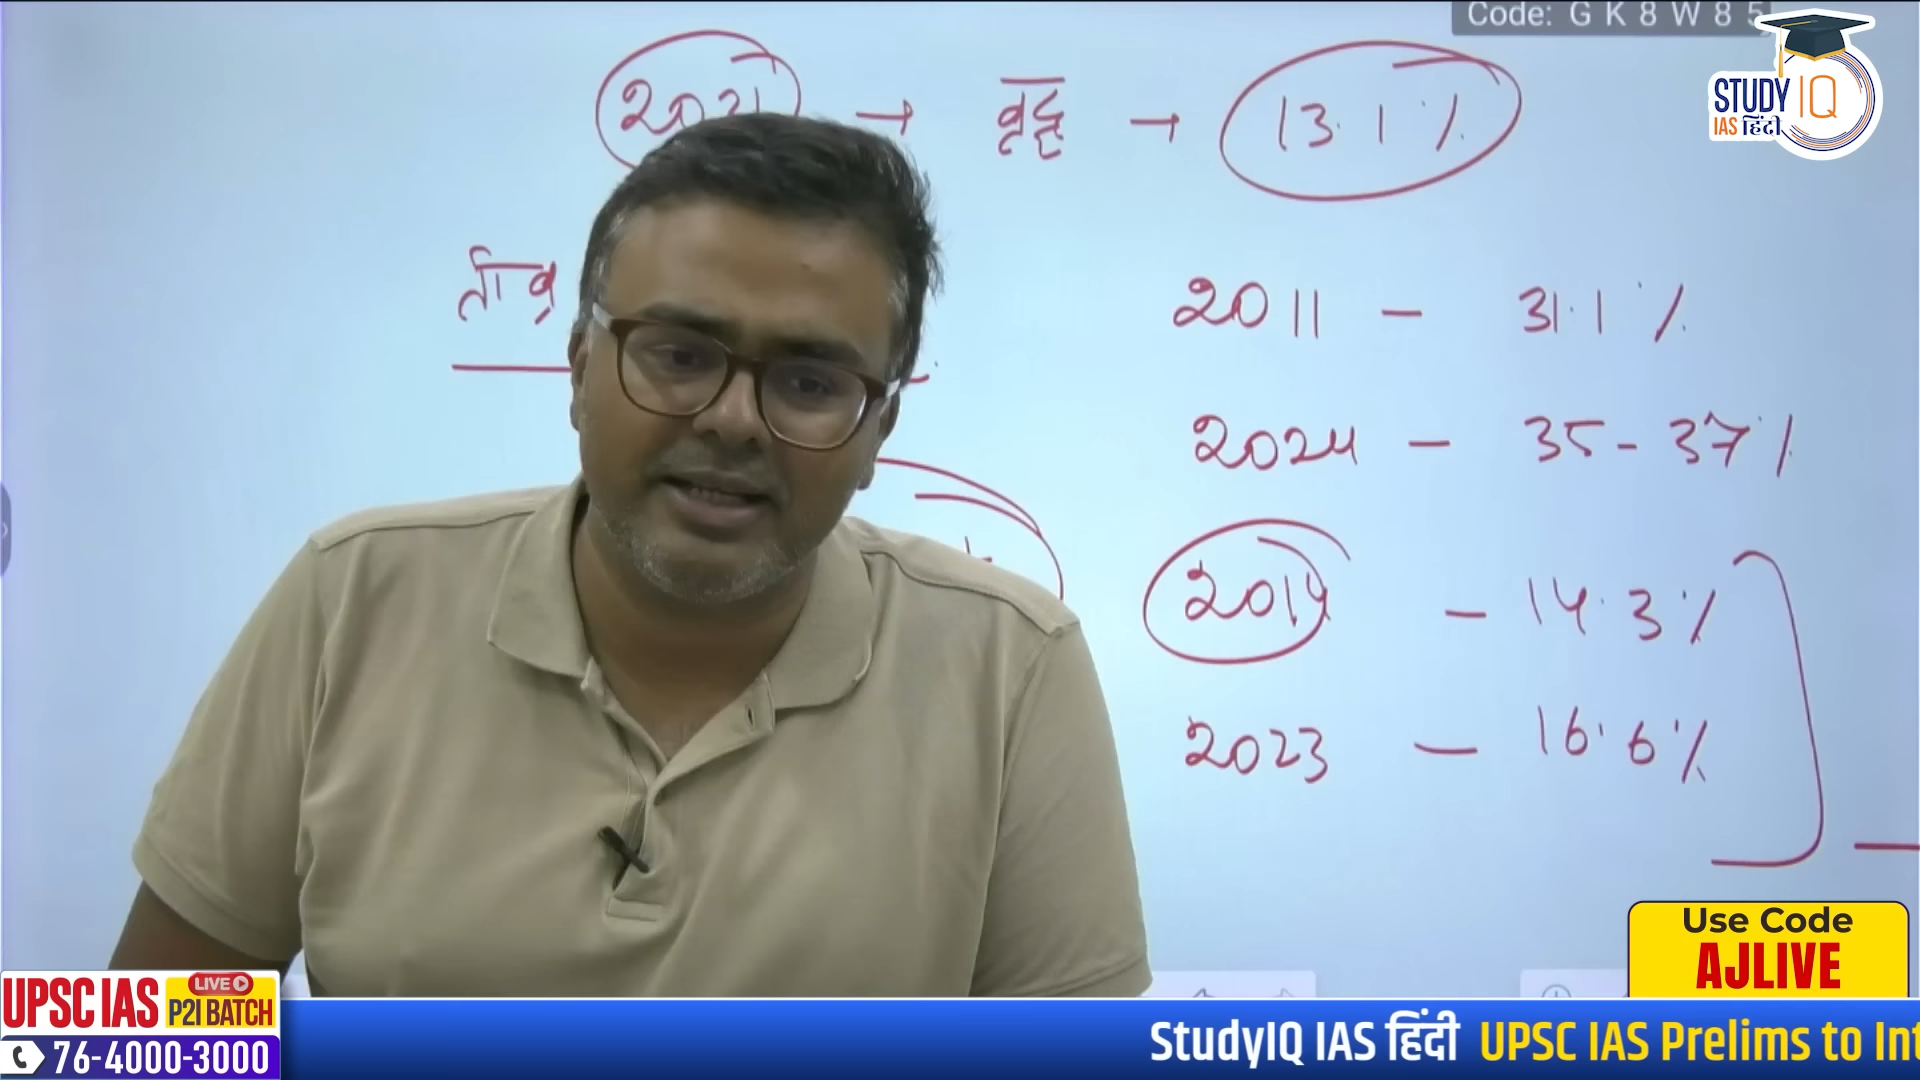 Code: G K 8 W 8 5
STUDY IQ
IAS हिंदी
2021 → वृद्ध → 13.1 %
तीव्र
2011 - 31.1 %
2024 - 35-37 %
2014 - 14.3 %
2023 - 16.6 %
Use Code
AJLIVE
UPSC IAS LIVE
P2I BATCH
76-4000-3000
StudyIQ IAS हिंदी UPSC IAS Prelims to Int